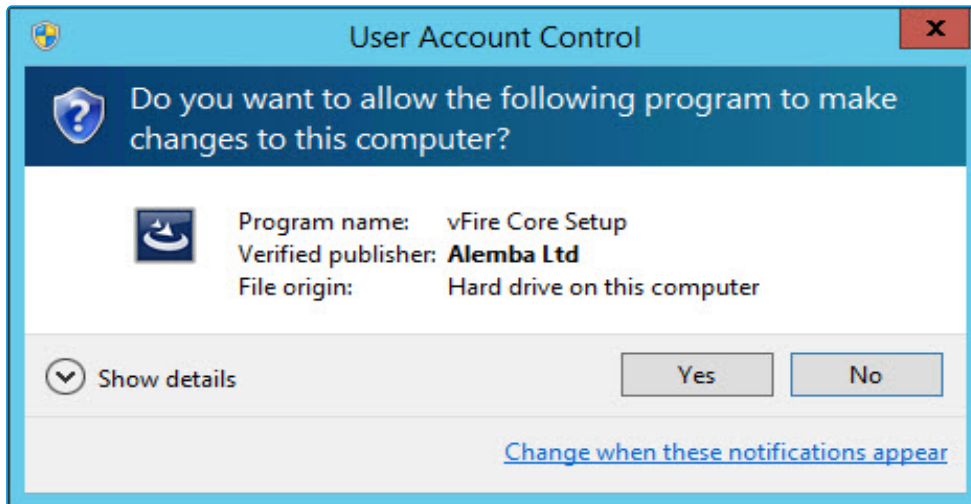 User Account Control
x
Do you want to allow the following program to make
changes to this computer?
Program name: vFire Core Setup
Verified publisher: Alemba Ltd
File origin: Hard drive on this computer
Show details
Yes
No
Change when these notifications appear